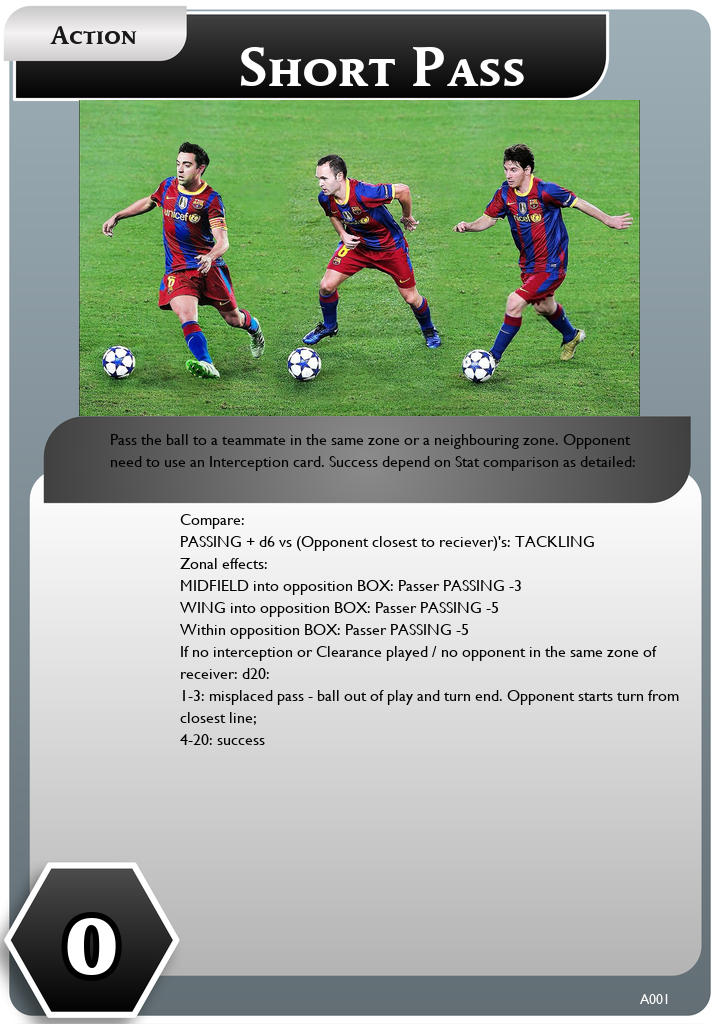 Action
Short Pass
unicef
unicef
6
6
Pass the ball to a teammate in the same zone or a neighbouring zone. Opponent
need to use an Interception card. Success depend on Stat comparison as detailed:
Compare:
PASSING + d6 vs (Opponent closest to reciever)'s: TACKLING
Zonal effects:
MIDFIELD into opposition BOX: Passer PASSING -3
WING into opposition BOX: Passer PASSING -5
Within opposition BOX: Passer PASSING -5
If no interception or Clearance played / no opponent in the same zone of
receiver: d20:
1-3: misplaced pass - ball out of play and turn end. Opponent starts turn from
closest line;
4-20: success
0
A001